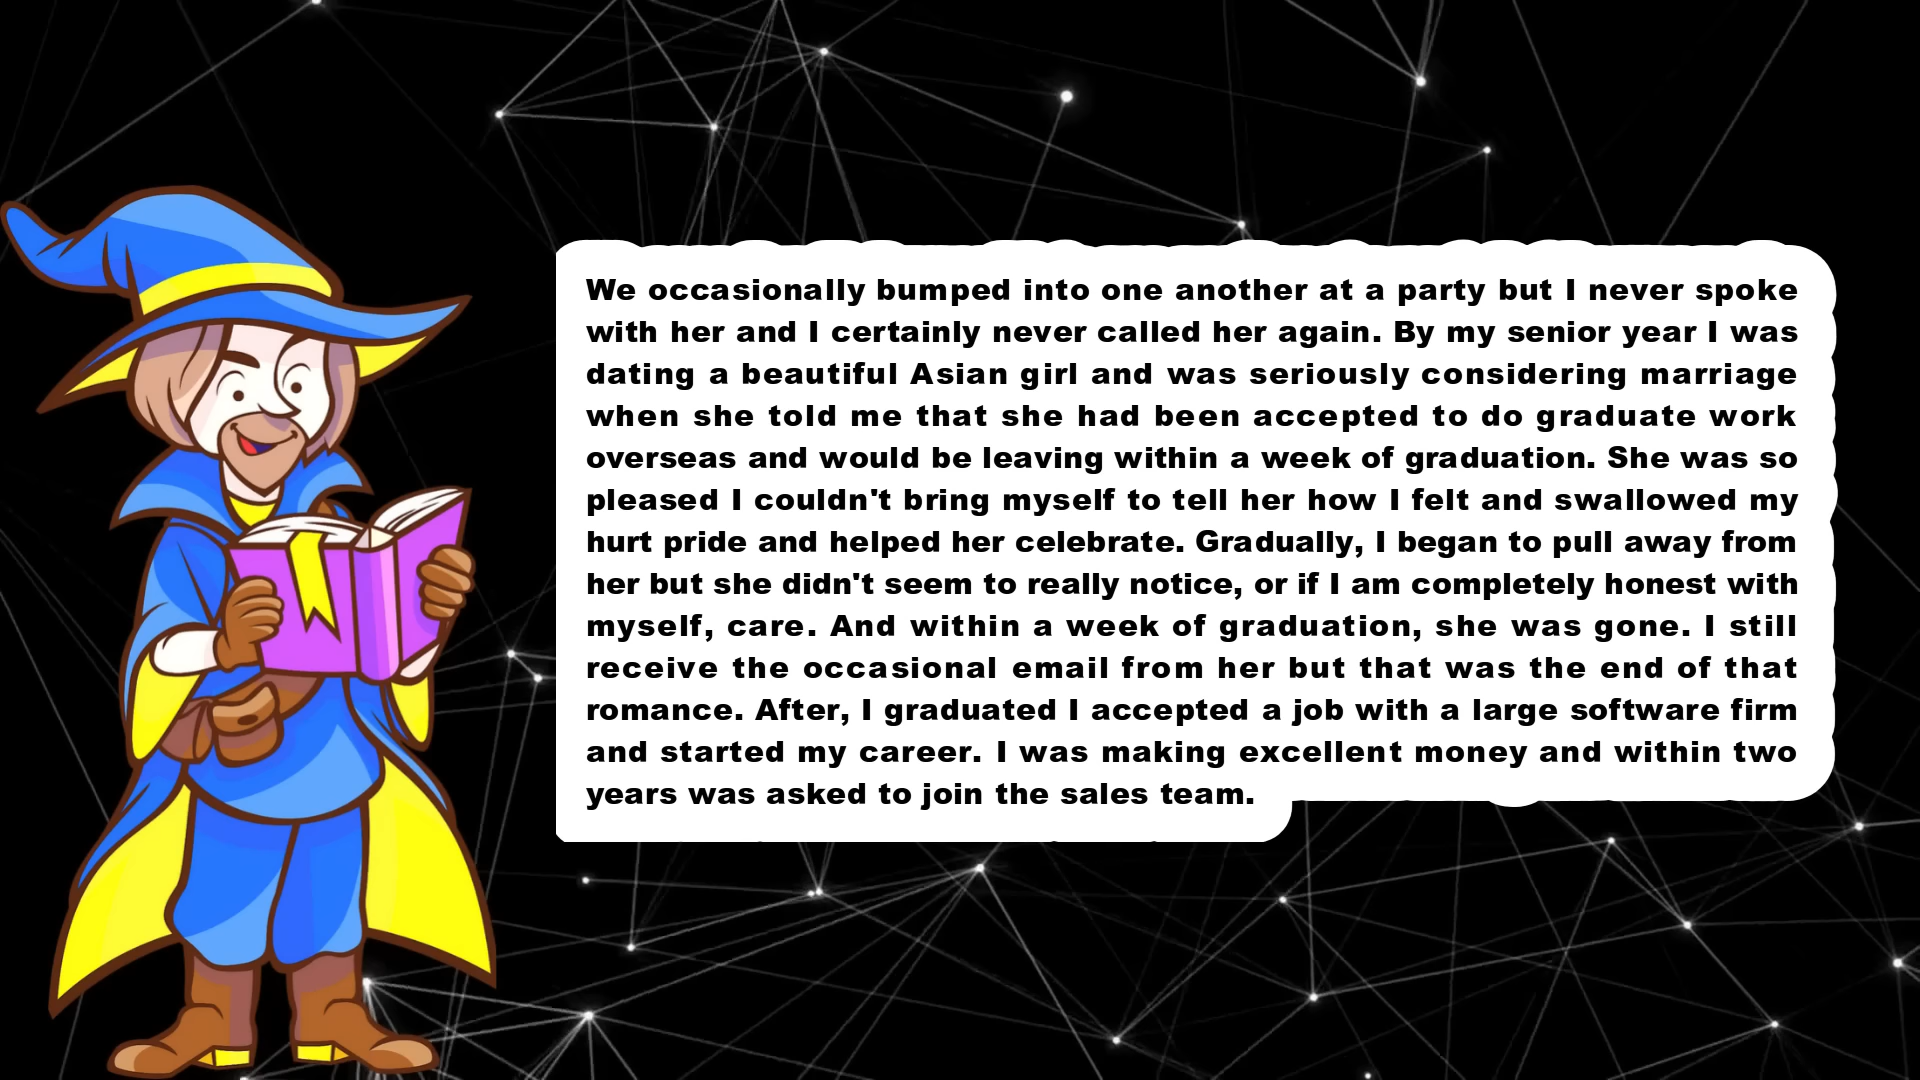 We occasionally bumped into one another at a party but I never spoke
with her and I certainly never called her again. By my senior year I was
dating a beautiful Asian girl and was seriously considering marriage
when she told me that she had been accepted to do graduate work
overseas and would be leaving within a week of graduation. She was so
pleased I couldn't bring myself to tell her how I felt and swallowed my
hurt pride and helped her celebrate. Gradually, I began to pull away from
her but she didn't seem to really notice, or if I am completely honest with
myself, care. And within a week of graduation, she was gone. I still
receive the occasional email from her but that was the end of that
romance. After, I graduated I accepted a job with a large software firm
and started my career. I was making excellent money and within two
years was asked to join the sales team.